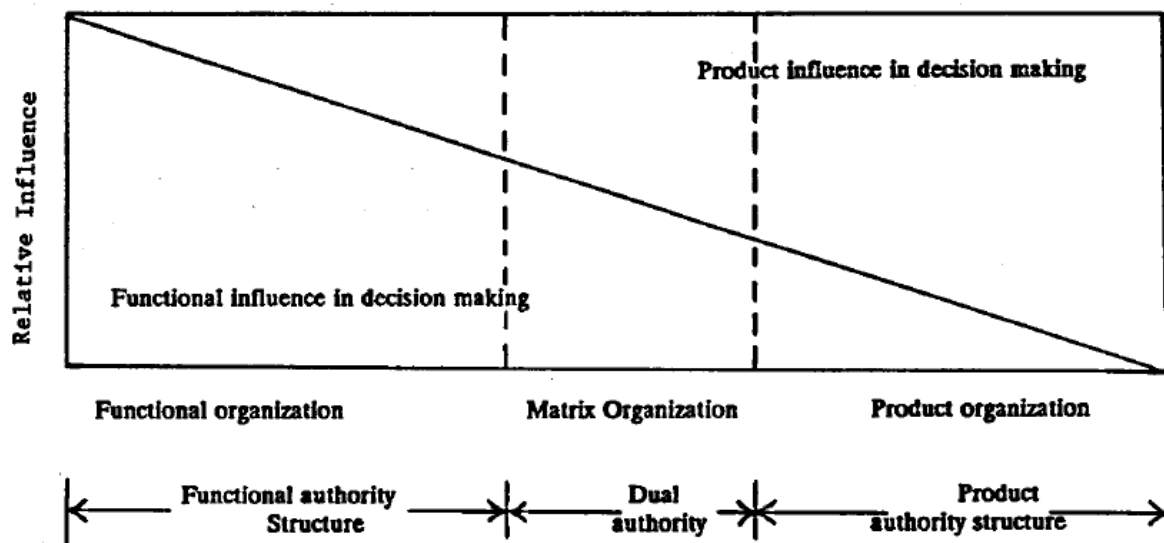 Product influence in decision making
Relative Influence
Functional influence in decision making
Functional organization
Matrix Organization
Product organization
Functional authority
Structure
Dual
authority
Product
authority structure